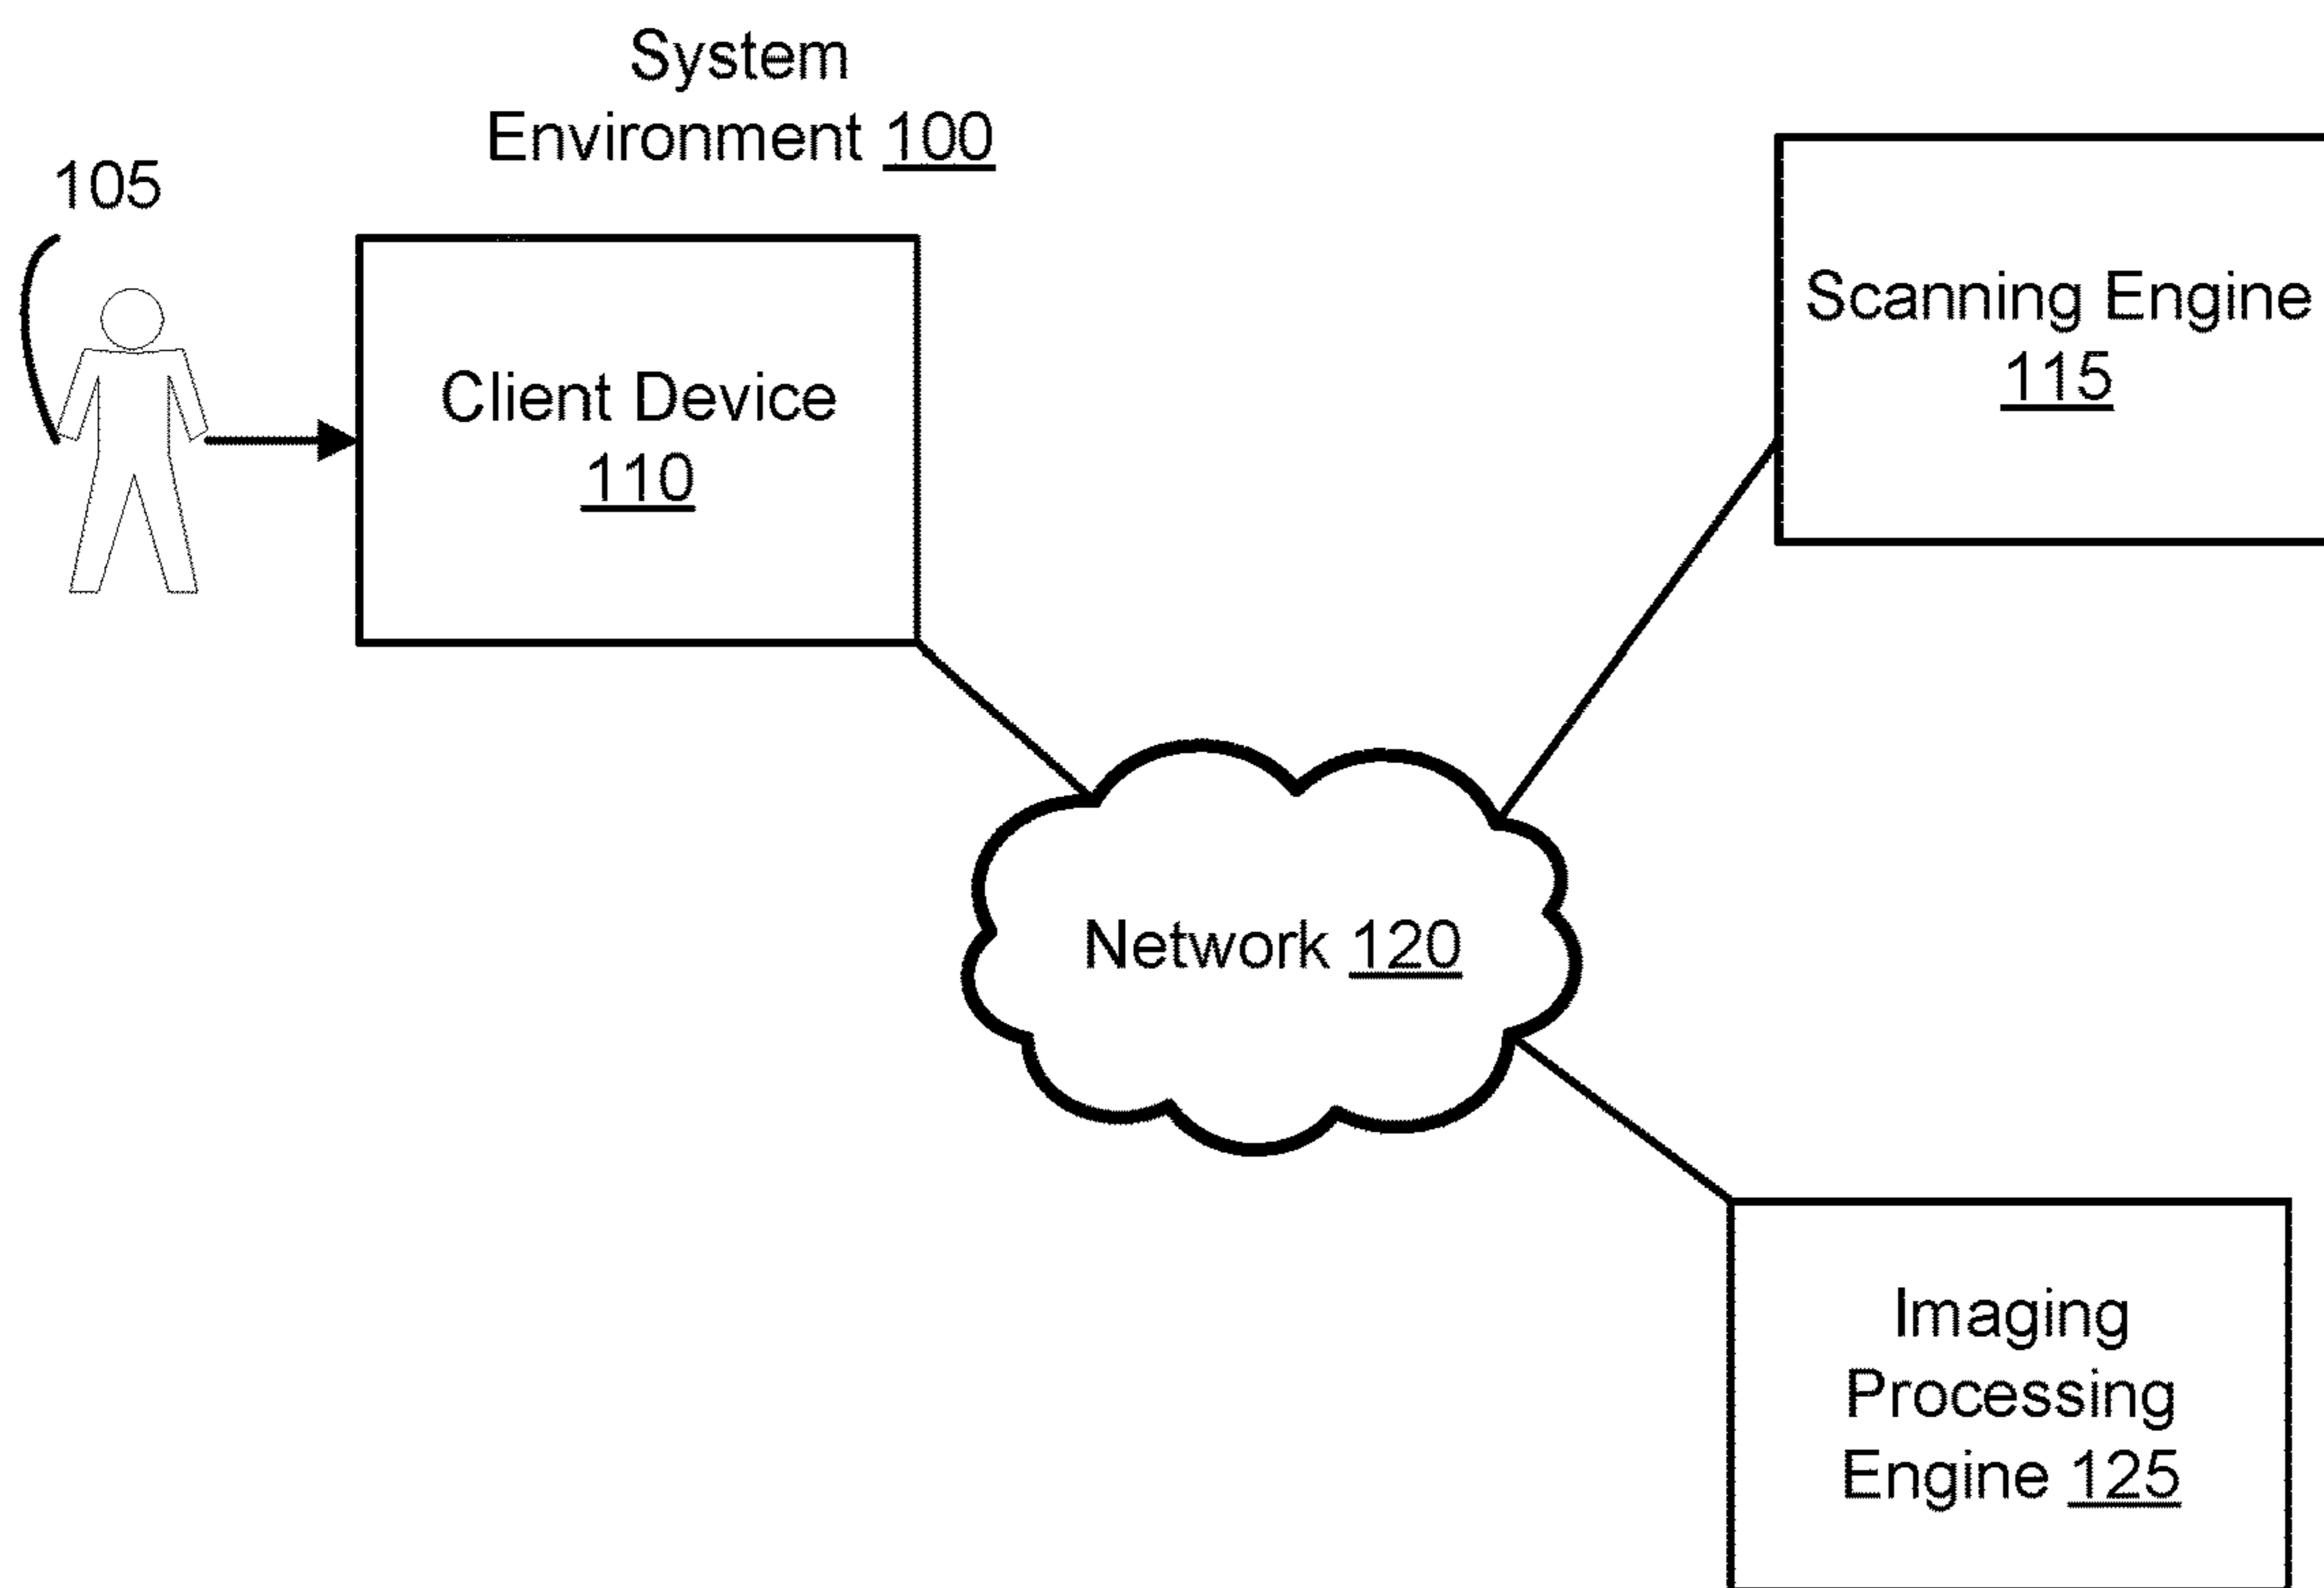 System
Environment 100
105
Client Device
110
Scanning Engine
115
Network 120
Imaging
Processing
Engine 125